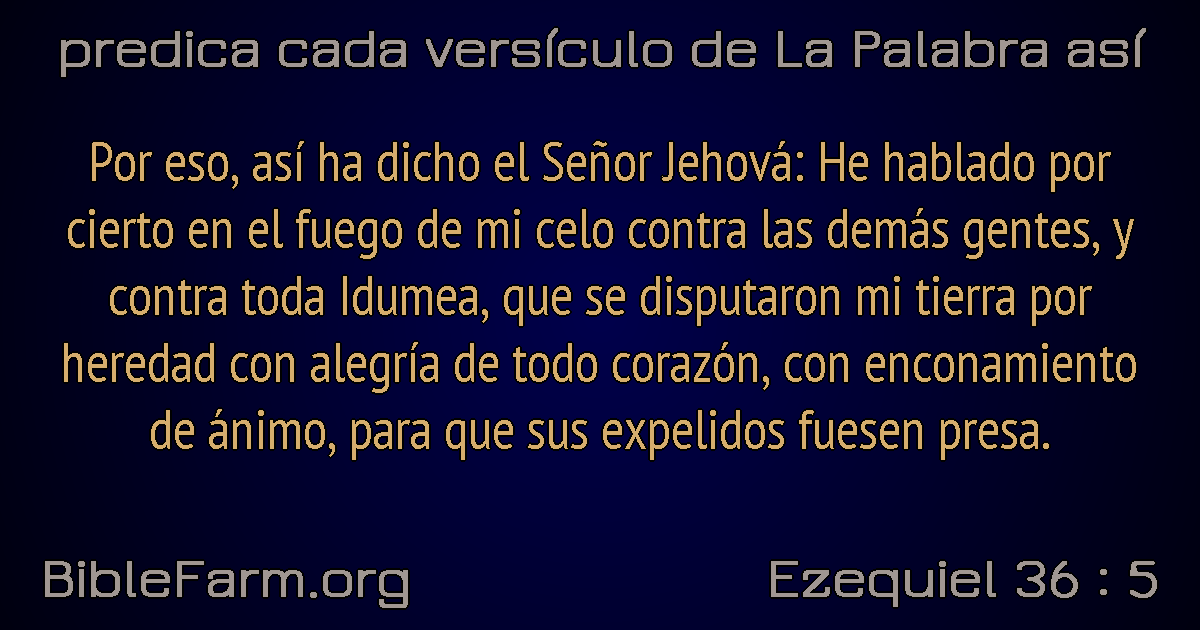 predica cada versículo de La Palabra así
Por eso, así ha dicho el Señor Jehová: He hablado por
cierto en el fuego de mi celo contra las demás gentes, y
contra toda Idumea, que se disputaron mi tierra por
heredad con alegría de todo corazón, con enconamiento
de ánimo, para que sus expelidos fuesen presa.
BibleFarm.org
Ezequiel 36 : 5